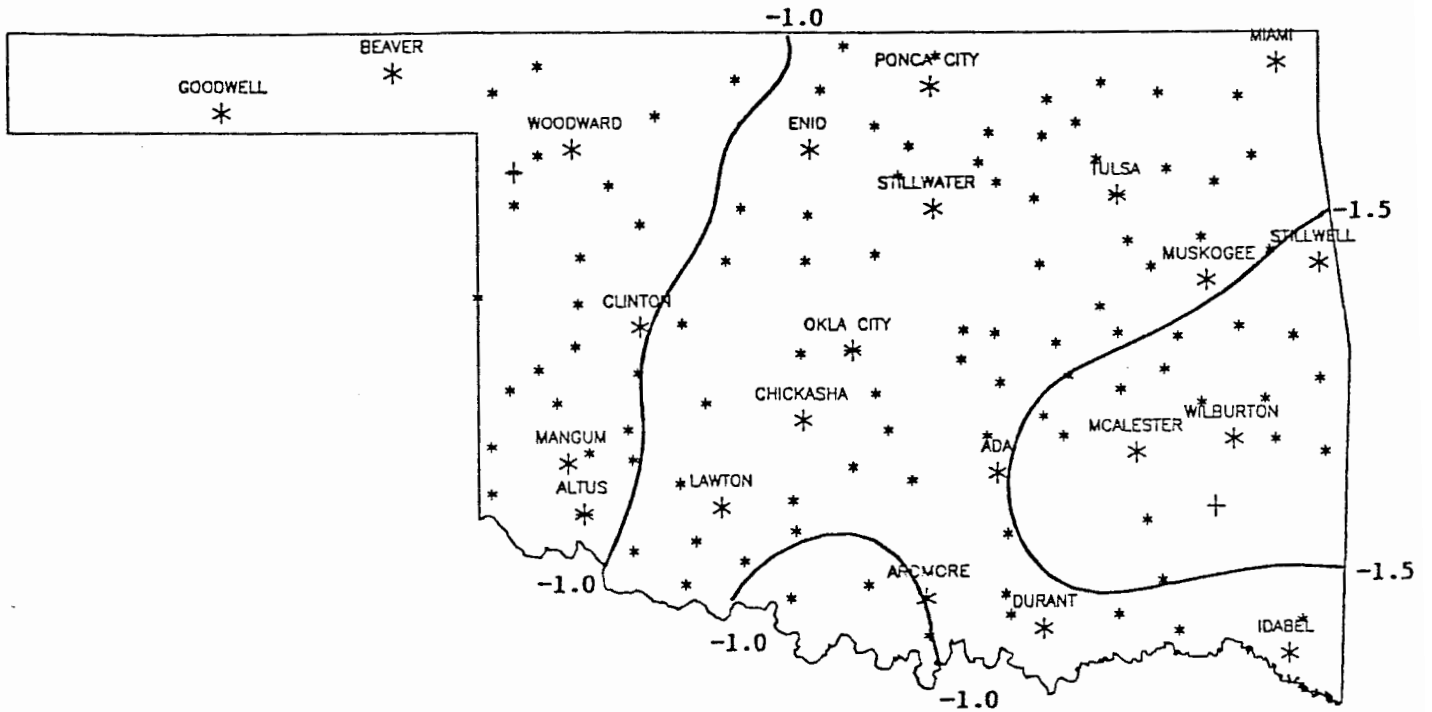 -1.0
BEAVER
MIAMI
PONCA CITY
GOODWELL
WOODWARD
ENID
TULSA
STILLWATER
-1.5
STILLWELL
MUSKOGEE
CLINTON
OKLA CITY
CHICKASHA
WILBURTON
MCALESTER
MANGUM
ADA
LAWTON
ALTUS
ARDMORE
-1.5
-1.0
DURANT
IDABEL
-1.0
-1.0